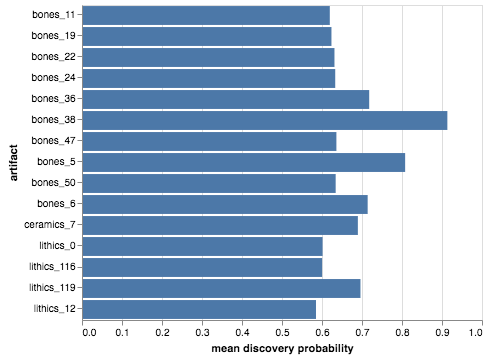 bones_11
bones_19
bones_22
bones_24
bones_36
bones_38
bones_47
bones_5
bones_50
bones_6
ceramics_7
lithics_0
lithics_116
lithics_119
lithics_12
artifact
0.0 0.1 0.2 0.3 0.4 0.5 0.6 0.7 0.8 0.9 1.0
mean discovery probability